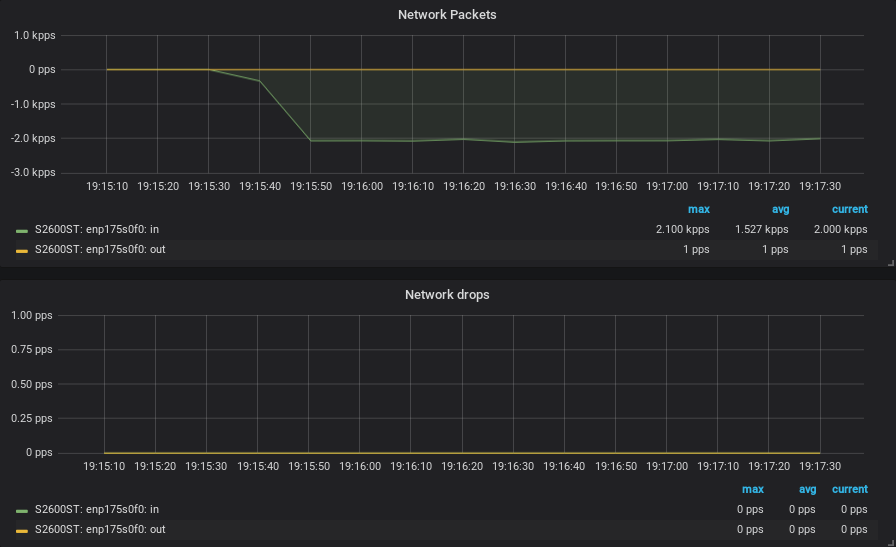 Network Packets
1.0 kpps
0 pps
-1.0 kpps
-2.0 kpps
-3.0 kpps
19:15:10 19:15:20 19:15:30 19:15:40 19:15:50 19:16:00 19:16:10 19:16:20 19:16:30 19:16:40 19:16:50 19:17:00 19:17:10 19:17:20 19:17:30
max avg current
S2600ST: enp175s0f0: in 2.100 kpps 1.527 kpps 2.000 kpps
S2600ST: enp175s0f0: out 1 pps 1 pps 1 pps
Network drops
1.00 pps
0.75 pps
0.50 pps
0.25 pps
0 pps
19:15:10 19:15:20 19:15:30 19:15:40 19:15:50 19:16:00 19:16:10 19:16:20 19:16:30 19:16:40 19:16:50 19:17:00 19:17:10 19:17:20 19:17:30
max avg current
S2600ST: enp175s0f0: in 0 pps 0 pps 0 pps
S2600ST: enp175s0f0: out 0 pps 0 pps 0 pps